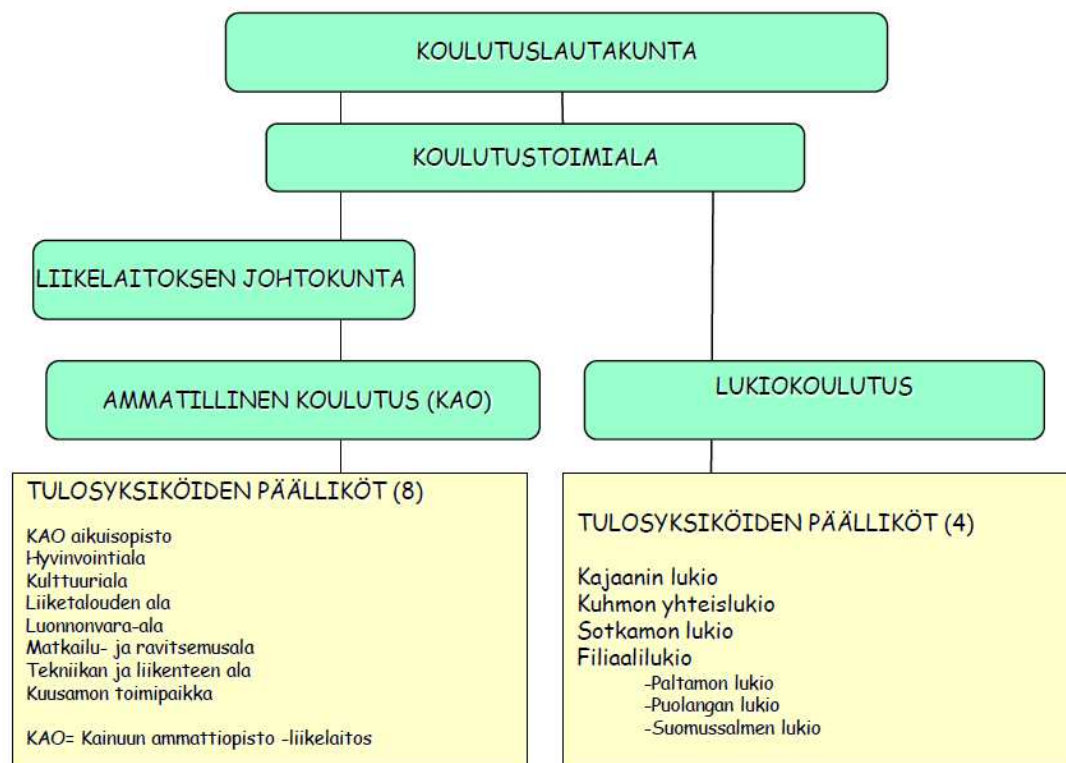 KOULUTUSLAUTAKUNTA
KOULUTUSTOIMIALA
LIIKELAITOKSEN JOHTOKUNTA
AMMATILLINEN KOULUTUS (KAO)
LUKIOKOULUTUS
TULOSYKSIKÖIDEN PÄÄLLIKÖT (8)
KAO aikuisopisto
Hyvinvointiala
Kulttuuriala
Liiketalouden ala
Luonnonvara-ala
Matkailu- ja ravitsemusala
Tekniikan ja liikenteen ala
Kuusamon toimipaikka
KAO= Kainuun ammattiopisto -liikelaitos
TULOSYKSIKÖIDEN PÄÄLLIKÖT (4)
Kajaanin lukio
Kuhmon yhteislukio
Sotkamon lukio
Filiaalilukio
-Paltamon lukio
-Puolangan lukio
-Suomussalmen lukio